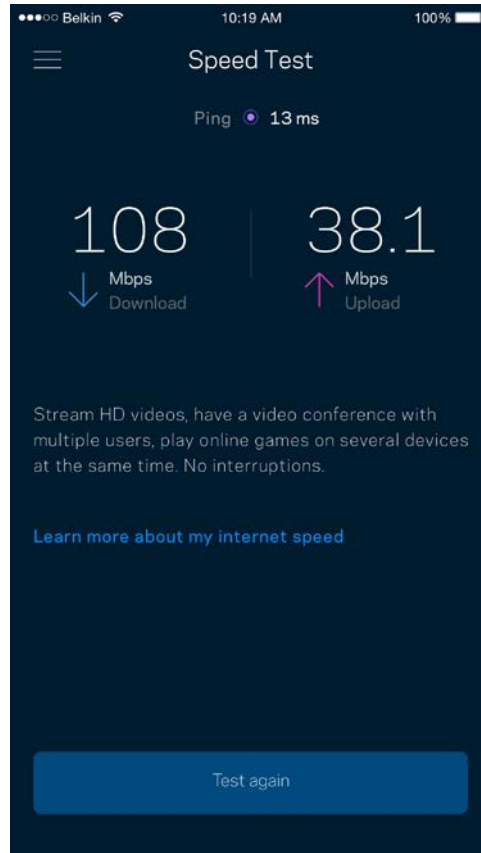 Belkin 10:19 AM 100%
Speed Test
Ping 13 ms
108 38.1
Mbps Mbps
Download Upload
Stream HD videos, have a video conference with
multiple users, play online games on several devices
at the same time. No interruptions.
Learn more about my internet speed
Test again